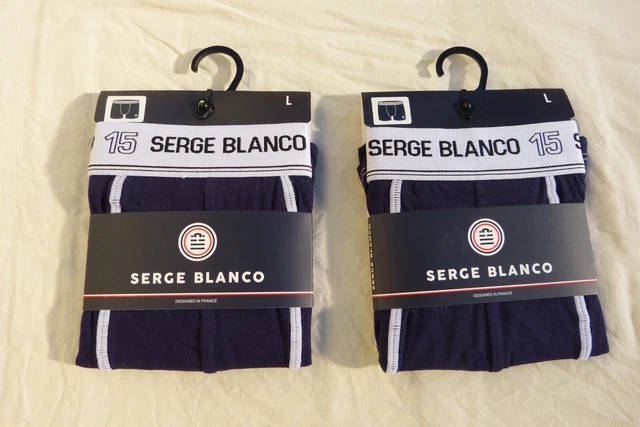 L
15 SERGE BLANCO
SERGE BLANCO
DESIGNED IN FRANCE
L
SERGE BLANCO 15 S
SERGE BLANCO
DESIGNED IN FRANCE